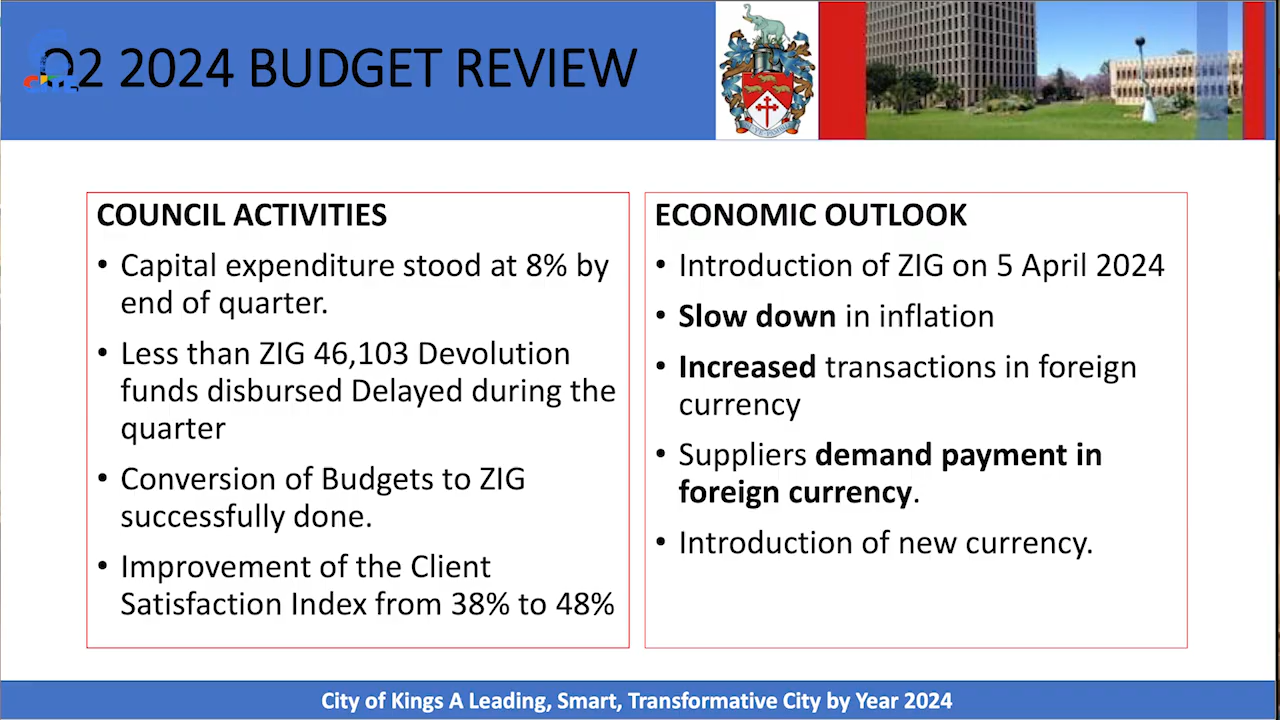 Q2 2024 BUDGET REVIEW
CITE
COUNCIL ACTIVITIES
• Capital expenditure stood at 8% by
end of quarter.
• Less than ZIG 46,103 Devolution
funds disbursed Delayed during the
quarter
• Conversion of Budgets to ZIG
successfully done.
• Improvement of the Client
Satisfaction Index from 38% to 48%
ECONOMIC OUTLOOK
• Introduction of ZIG on 5 April 2024
• Slow down in inflation
• Increased transactions in foreign
currency
• Suppliers demand payment in
foreign currency.
• Introduction of new currency.
City of Kings A Leading, Smart, Transformative City by Year 2024